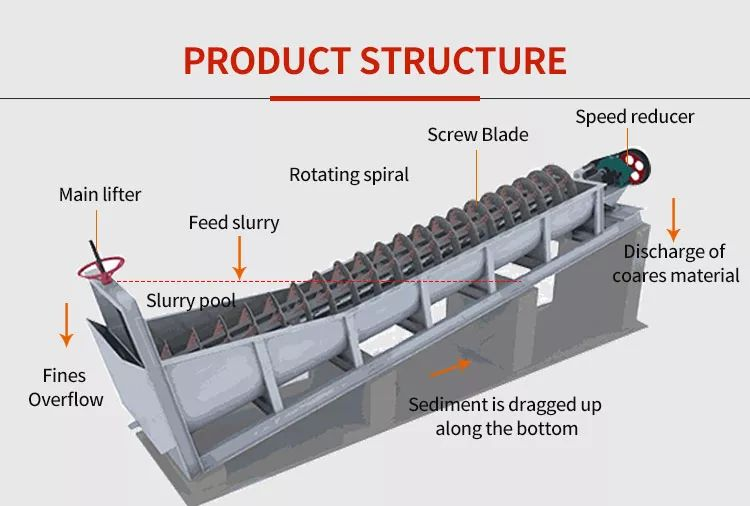 PRODUCT STRUCTURE
Speed reducer
Screw Blade
Rotating spiral
Main lifter
Feed slurry
Discharge of
coares material
Slurry pool
Fines
Overflow
Sediment is dragged up
along the bottom